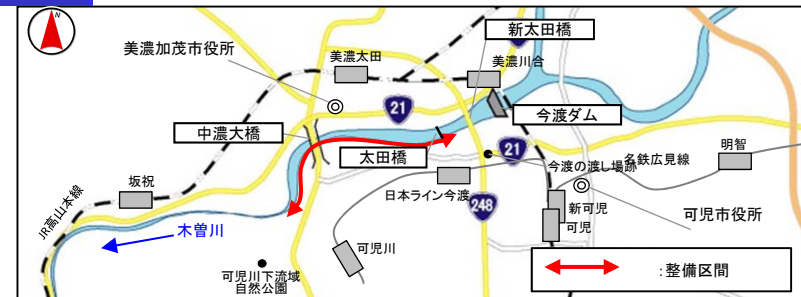 新太田橋
美濃加茂市役所
美濃太田
美濃川合
21
今渡ダム
中濃大橋
21
太田橋
今渡の渡し場跡
名鉄広見線
明智
坂祝
日本ライン今渡
JR高山本線
新可児
248
可児
可児市役所
木曽川
可児川
可児川下流域
自然公園
:整備区間